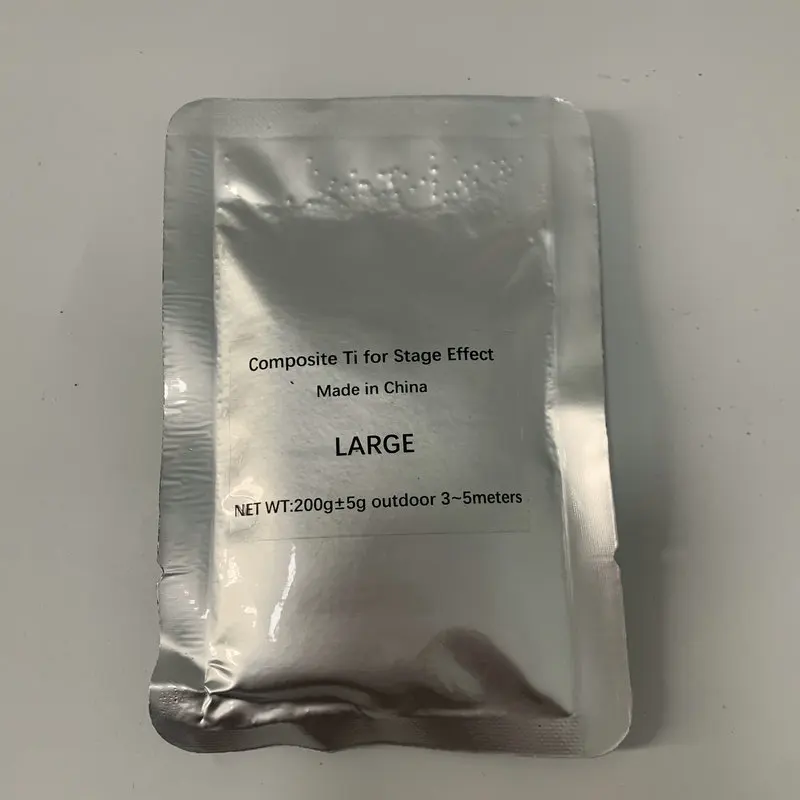 Composite Ti for Stage Effect
Made in China
LARGE
NET WT:200g±5g outdoor 3~5meters